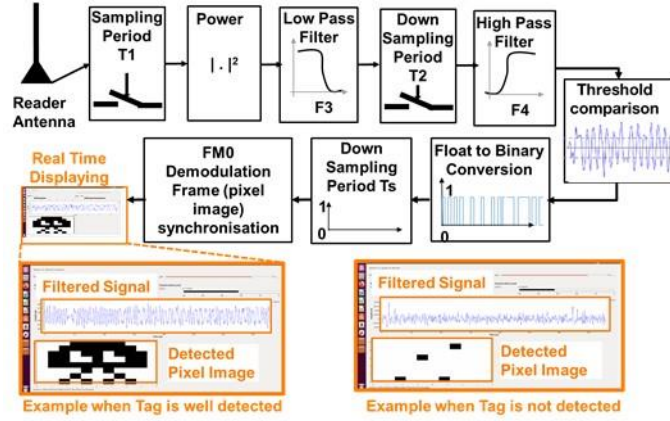 Reader
Antenna
Sampling
Period
T1
Power
| . |²
Low Pass
Filter
F3
Down
Sampling
Period
T2
High Pass
Filter
F4
Threshold
comparison
Float to Binary
Conversion
1
0
Down
Sampling
Period Ts
1
0
FM0
Demodulation
Frame (pixel
image)
synchronisation
Real Time
Displaying
Filtered Signal
Detected
Pixel Image
Example when Tag is well detected
Filtered Signal
Detected
Pixel Image
Example when Tag is not detected